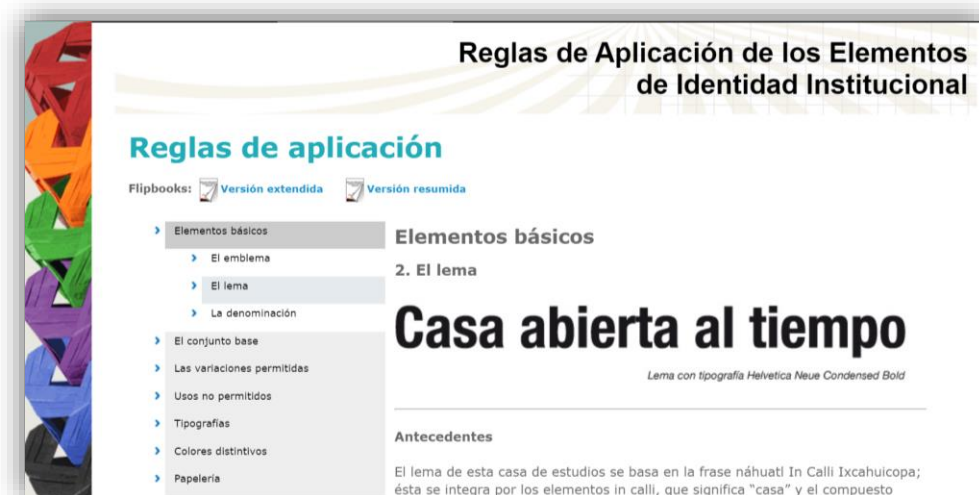 Reglas de Aplicación de los Elementos
de Identidad Institucional
Reglas de aplicación
Flipbooks: Versión extendida Versión resumida
Elementos básicos
El emblema
El lema
La denominación
El conjunto base
Las variaciones permitidas
Usos no permitidos
Tipografías
Colores distintivos
Papelería
Elementos básicos
2. El lema
Casa abierta al tiempo
Lema con tipografía Helvetica Neue Condensed Bold
Antecedentes
El lema de esta casa de estudios se basa en la frase náhuatl In Calli Ixcahuicopa;
ésta se integra por los elementos in calli, que significa "casa" y el compuesto